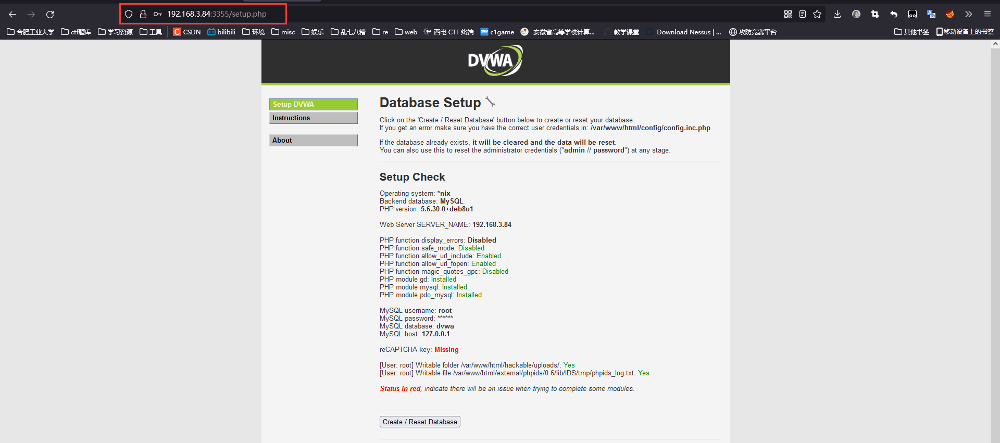 192.168.3.84:3355/setup.php
合肥工业大学 ctf题库 学习资源 工具 CSDN bilibili 环境 misc 娱乐 乱七八糟 re web 西电 CTF 终端 c1game 安徽省高等学校计算... 教学课堂 Download Nessus | ... 攻防竞赛平台 其他书签 移动设备上的书签
DVWA
Setup DVWA
Instructions
About
Database Setup
Click on the 'Create / Reset Database' button below to create or reset your database.
If you get an error make sure you have the correct user credentials in: /var/www/html/config/config.inc.php
If the database already exists, it will be cleared and the data will be reset.
You can also use this to reset the administrator credentials ("admin // password") at any stage.
Setup Check
Operating system: *nix
Backend database: MySQL
PHP version: 5.6.30-0+deb8u1
Web Server SERVER_NAME: 192.168.3.84
PHP function display_errors: Disabled
PHP function safe_mode: Disabled
PHP function allow_url_include: Enabled
PHP function allow_url_fopen: Enabled
PHP function magic_quotes_gpc: Disabled
PHP module gd: Installed
PHP module mysql: Installed
PHP module pdo_mysql: Installed
MySQL username: root
MySQL password: ******
MySQL database: dvwa
MySQL host: 127.0.0.1
reCAPTCHA key: Missing
[User: root] Writable folder /var/www/html/hackable/uploads/: Yes
[User: root] Writable file /var/www/html/external/phpids/0.6/lib/IDS/tmp/phpids_log.txt: Yes
Status in red, indicate there will be an issue when trying to complete some modules.
Create / Reset Database